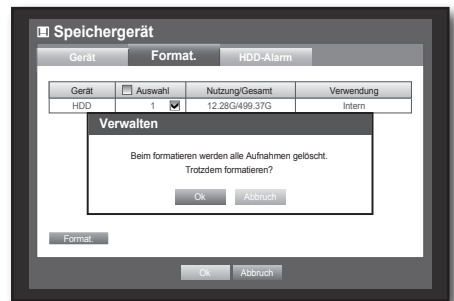 Speichergerät
Gerät Format. HDD-Alarm
Gerät Auswahl Nutzung/Gesamt Verwendung
HDD 1 12.28G/499.37G Intern
Verwalten
Beim formatieren werden alle Aufnahmen gelöscht.
Trotzdem formatieren?
Ok Abbruch
Format.
Ok Abbruch